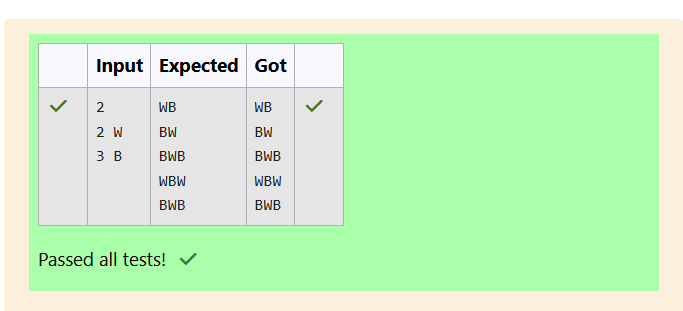 Input Expected Got
2 WB WB
2 W BW BW
3 B BWB BWB
WBW WBW
BWB BWB
Passed all tests!